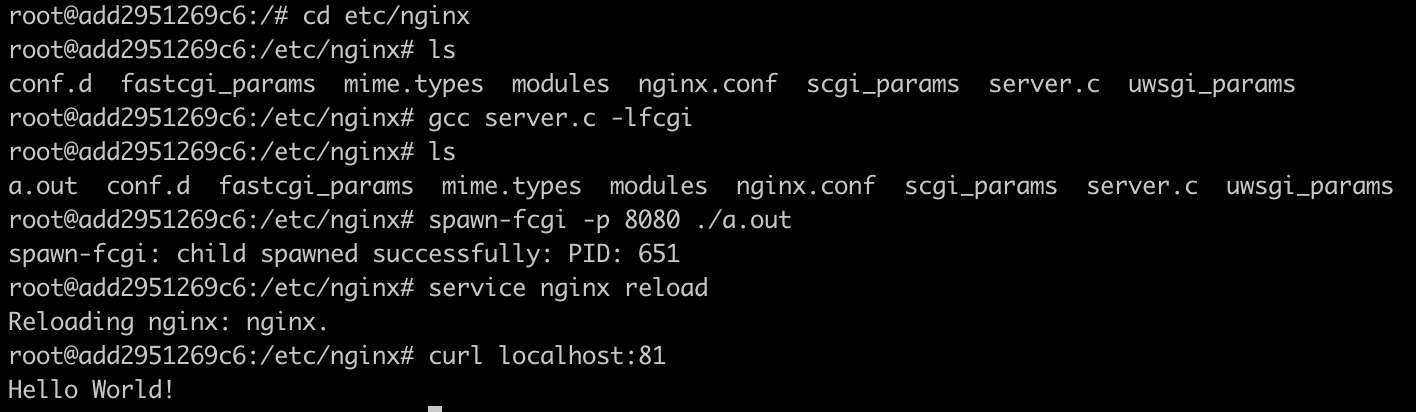 root@add2951269c6:/# cd etc/nginx
root@add2951269c6:/etc/nginx# ls
conf.d  fastcgi_params  mime.types  modules  nginx.conf  scgi_params  server.c  uwsgi_params
root@add2951269c6:/etc/nginx# gcc server.c -lfcgi
root@add2951269c6:/etc/nginx# ls
a.out  conf.d  fastcgi_params  mime.types  modules  nginx.conf  scgi_params  server.c  uwsgi_params
root@add2951269c6:/etc/nginx# spawn-fcgi -p 8080 ./a.out
spawn-fcgi: child spawned successfully: PID: 651
root@add2951269c6:/etc/nginx# service nginx reload
Reloading nginx: nginx.
root@add2951269c6:/etc/nginx# curl localhost:81
Hello World!